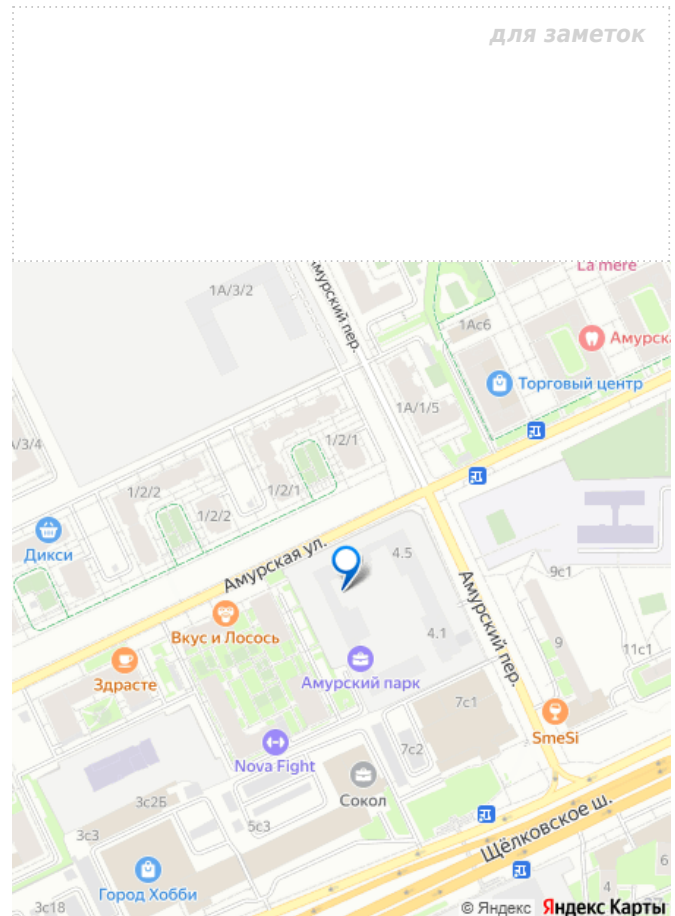 для заметок
La mere
1А/3/2
Амурский пер.
1Ас6
Амурска
Торговый центр
1А/1/5
1/3/4
1/2/1
1/2/2
1/2/1
1/2/2
Дикси
Амурская ул.
4.5
9с1
Амурский пер.
Вкус и Лосось
4.1
9
11с1
Здрасте
Амурский парк
7с1
SmeSi
Nova Fight
7с2
Сокол
3с2Б
5с3
3с3
Щёлковское ш.
Город Хобби
6
4
3с18
© Яндекс Яндекс Карты